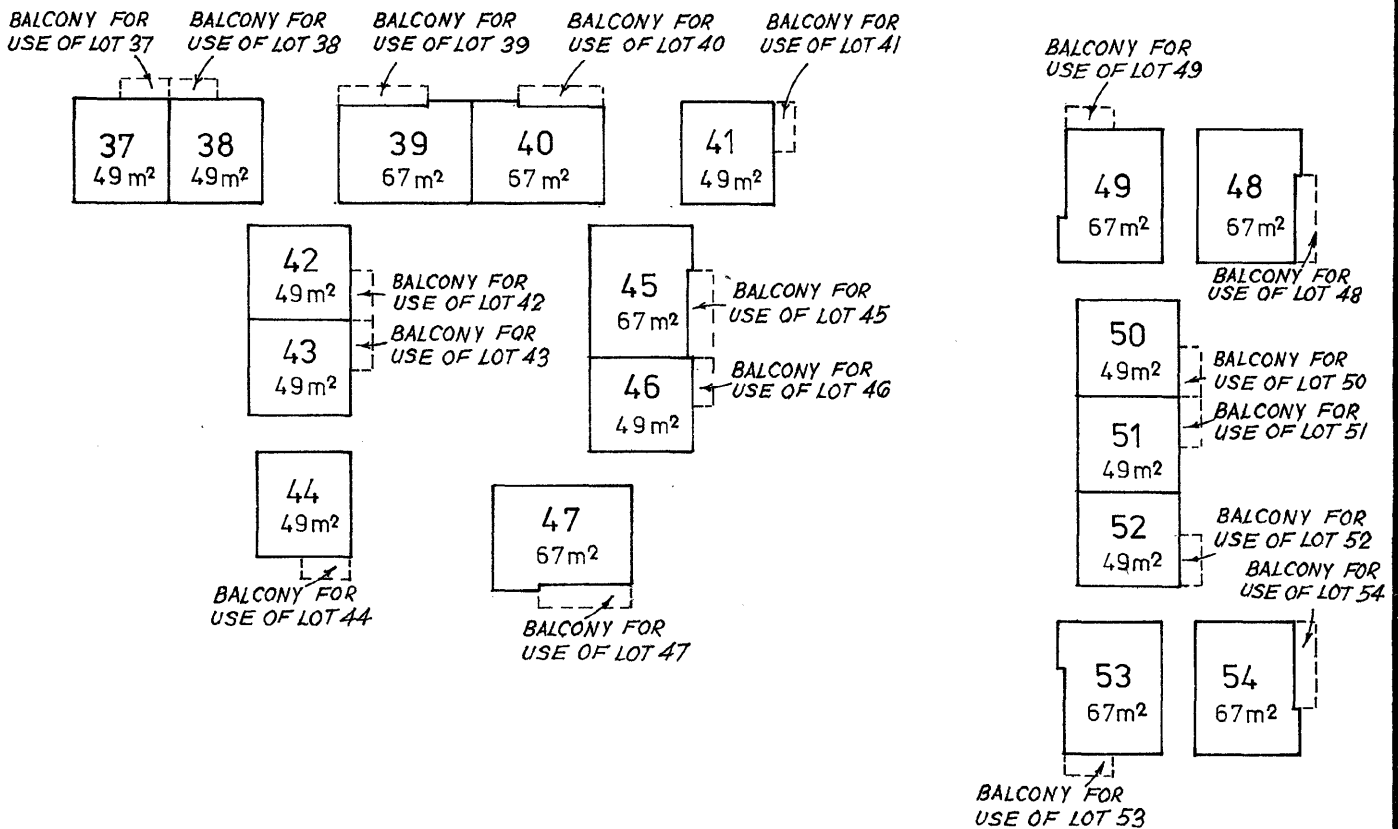 BALCONY FOR
USE OF LOT 37
BALCONY FOR
USE OF LOT 38
BALCONY FOR
USE OF LOT 39
BALCONY FOR
USE OF LOT 40
BALCONY FOR
USE OF LOT 41
BALCONY FOR
USE OF LOT 49
37
49 m²
38
49 m²
39
67 m²
40
67 m²
41
49 m²
49
67 m²
48
67 m²
BALCONY FOR
USE OF LOT 48
42
49 m²
BALCONY FOR
USE OF LOT 42
43
49 m²
BALCONY FOR
USE OF LOT 43
45
67 m²
BALCONY FOR
USE OF LOT 45
46
49 m²
BALCONY FOR
USE OF LOT 46
50
49 m²
BALCONY FOR
USE OF LOT 50
51
49 m²
BALCONY FOR
USE OF LOT 51
44
49 m²
BALCONY FOR
USE OF LOT 44
47
67 m²
BALCONY FOR
USE OF LOT 47
52
49 m²
BALCONY FOR
USE OF LOT 52
BALCONY FOR
USE OF LOT 54
53
67 m²
54
67 m²
BALCONY FOR
USE OF LOT 53